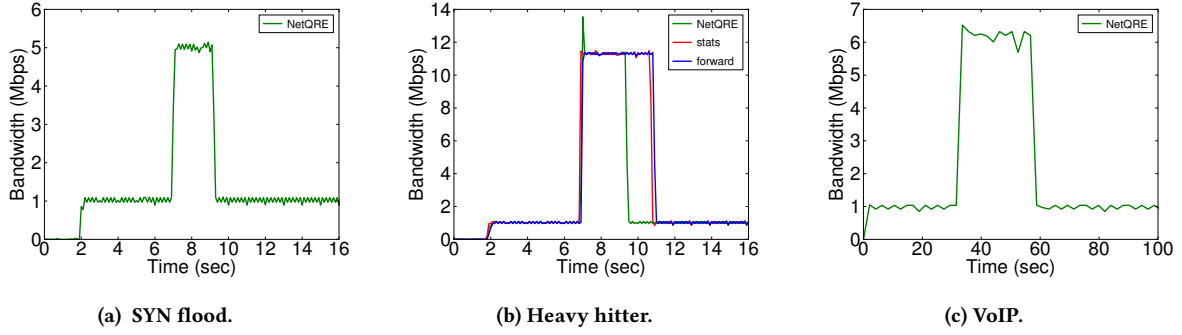 6
5
4
3
2
1
0
Bandwidth (Mbps)
0 2 4 6 8 10 12 14 16
Time (sec)
NetQRE
(a) SYN flood.
14
12
10
8
6
4
2
0
Bandwidth (Mbps)
0 2 4 6 8 10 12 14 16
Time (sec)
NetQRE
stats
forward
(b) Heavy hitter.
7
6
5
4
3
2
1
0
Bandwidth (Mbps)
0 20 40 60 80 100
Time (sec)
NetQRE
(c) VoIP.